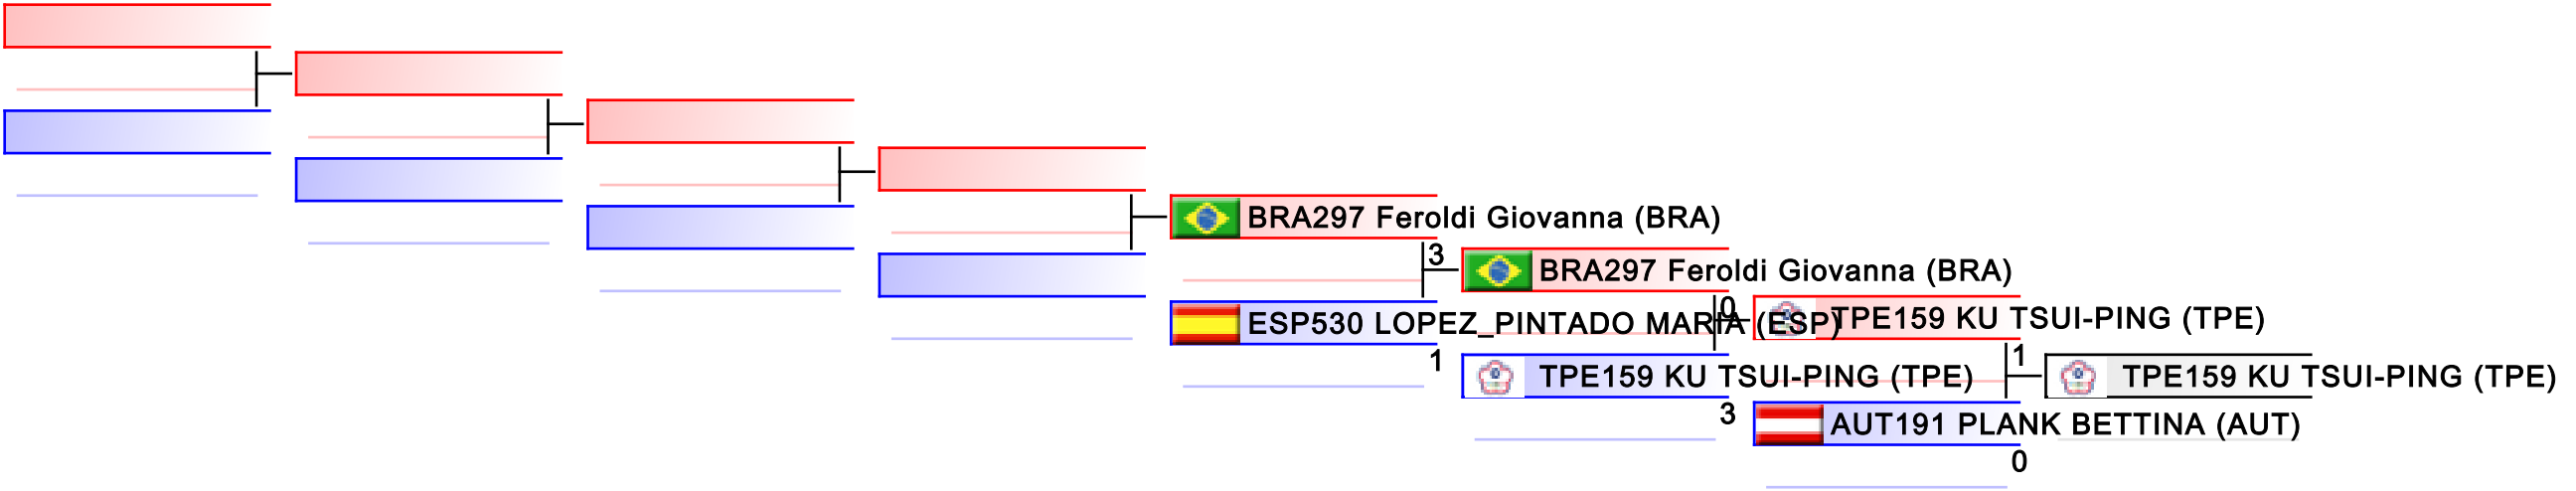 BRA297 Feroldi Giovanna (BRA)
3
BRA297 Feroldi Giovanna (BRA)
0
ESP530 LOPEZ_PINTADO MARIA (ESP)
1
TPE159 KU TSUI-PING (TPE)
1
TPE159 KU TSUI-PING (TPE)
3
TPE159 KU TSUI-PING (TPE)
AUT191 PLANK BETTINA (AUT)
0